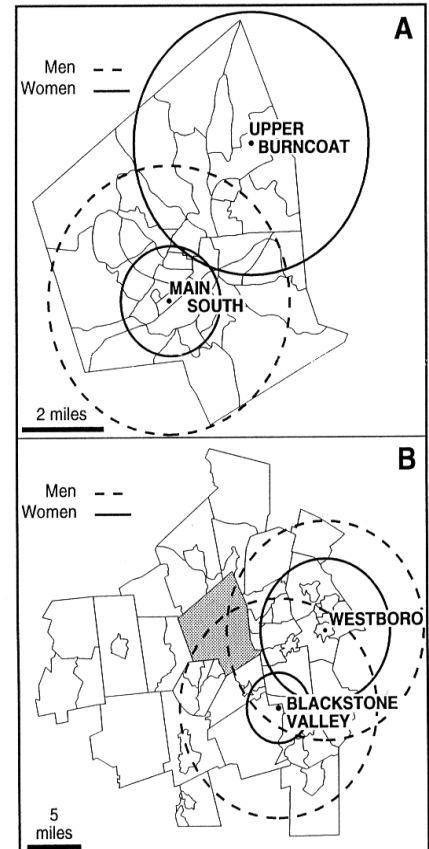 A
Men
Women
UPPER
BURNCOAT
MAIN
SOUTH
2 miles
B
Men
Women
WESTBORO
BLACKSTONE
VALLEY
5
miles